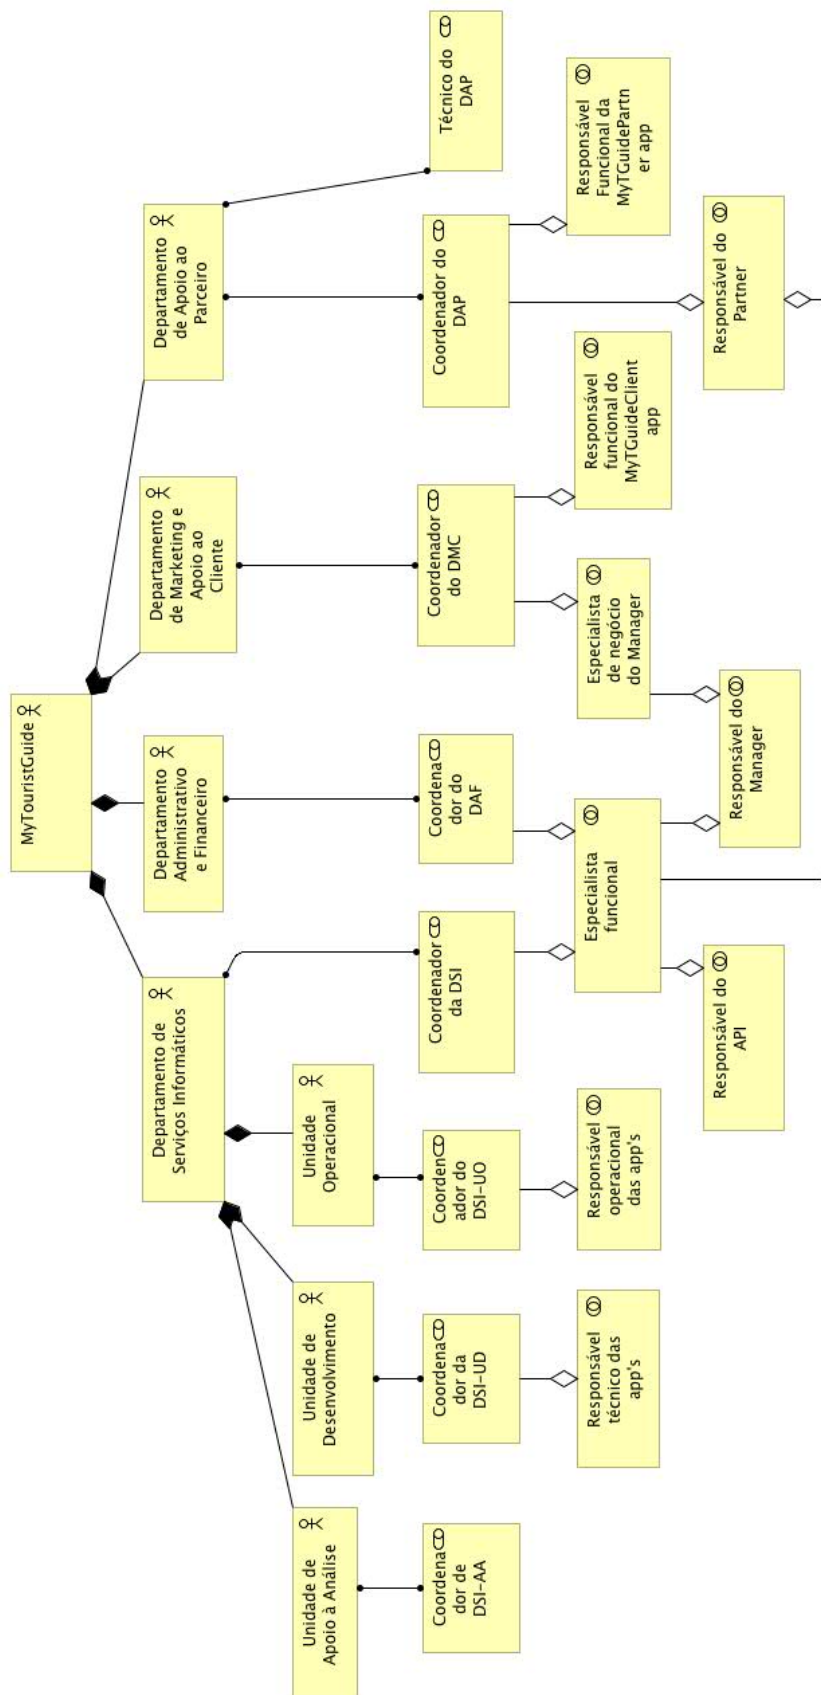 MyTouristGuide
Departamento de
Serviços Informáticos
Departamento
Administrativo
e Financeiro
Departamento
de Marketing e
Apoio ao
Cliente
Departamento
de Apoio ao
Parceiro
Unidade de
Apoio à Análise
Unidade de
Desenvolvimento
Unidade
Operacional
Coordena
dor de
DSI-AA
Coordena
dor da
DSI-UD
Coorden
ador do
DSI-UO
Coordenador
da DSI
Coordena
dor do
DAF
Coordenador
do DMC
Coordenador do
DAP
Técnico do
DAP
Responsável
técnico das
app's
Responsável
operacional
das app's
Especialista
funcional
Especialista
de negócio
do Manager
Responsável
funcional do
MyTGuideClient
app
Responsável
Funcional da
MyTGuidePartn
er app
Responsável do
API
Responsável do
Manager
Responsável do
Partner